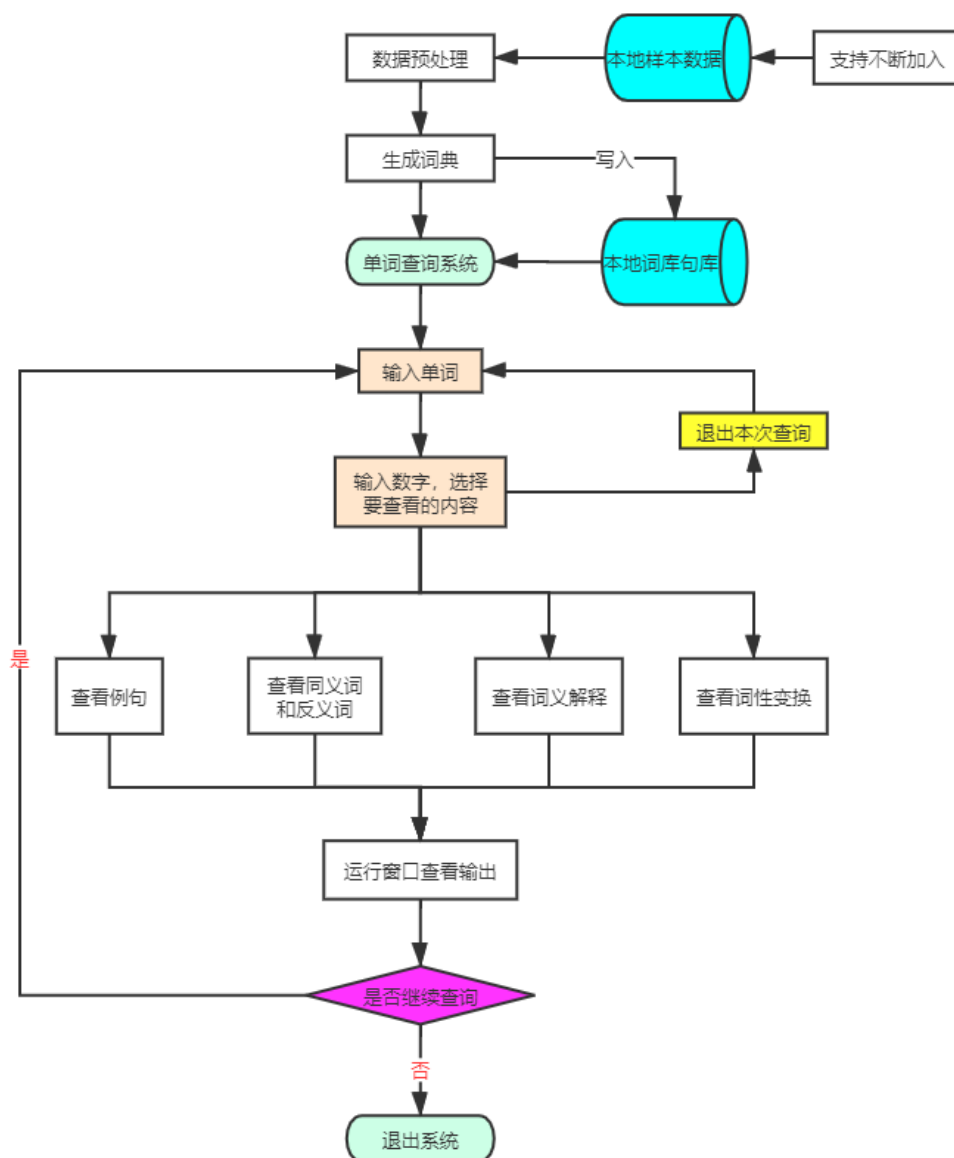 数据预处理
本地样本数据
支持不断加入
生成词典
写入
单词查询系统
本地词库句库
输入单词
退出本次查询
输入数字，选择
要查看的内容
是
查看例句
查看同义词
和反义词
查看词义解释
查看词性变换
运行窗口查看输出
是否继续查询
否
退出系统